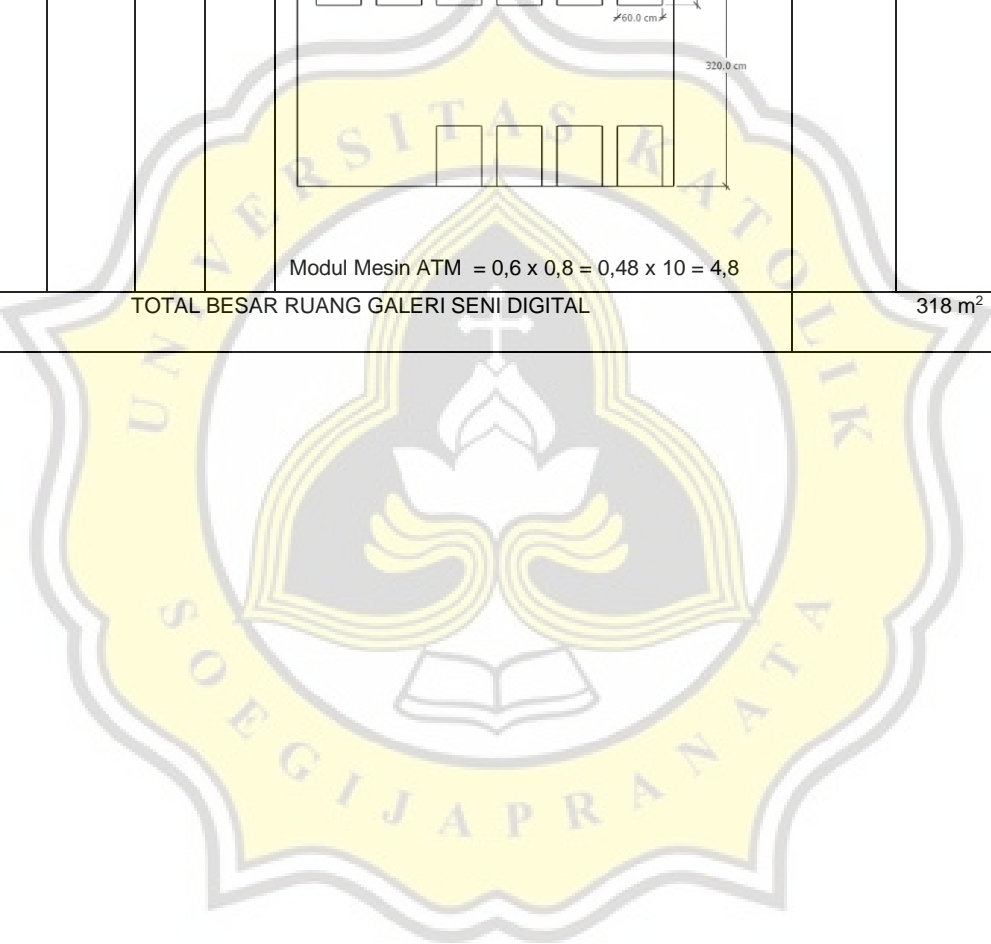 60.0 cm
320.0 cm
Modul Mesin ATM = 0,6 x 0,8 = 0,48 x 10 = 4,8
TOTAL BESAR RUANG GALERI SENI DIGITAL 318 m²
UNIVERSITAS KATOLIK
SOEGIJAPRANATA